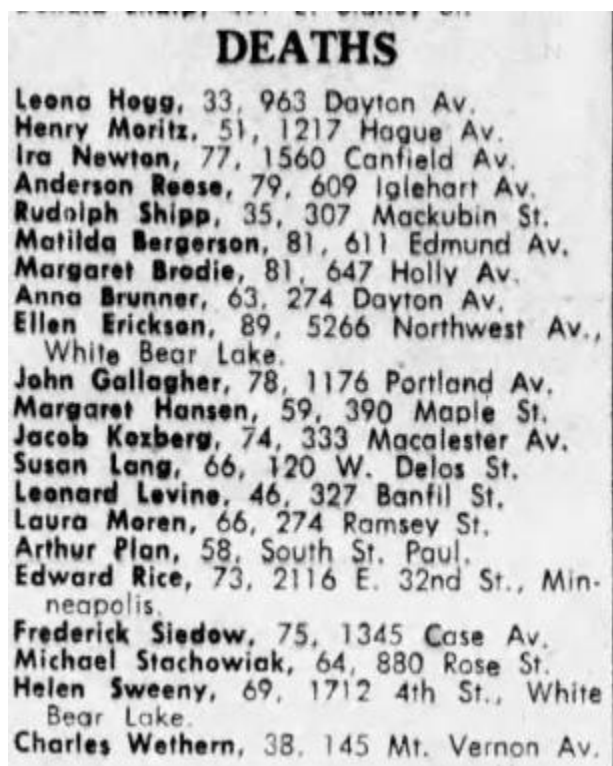 DEATHS
Leona Hogg, 33, 963 Dayton Av.
Henry Moritz, 51, 1217 Hague Av.
Ira Newton, 77, 1560 Canfield Av.
Anderson Reese, 79, 609 Iglehart Av.
Rudolph Shipp, 35, 307 Mackubin St.
Matilda Bergerson, 81, 611 Edmund Av.
Margaret Brodie, 81, 647 Holly Av.
Anna Brunner, 63, 274 Dayton Av.
Ellen Erickson, 89, 5266 Northwest Av.,
White Bear Lake.
John Gallagher, 78, 1176 Portland Av.
Margaret Hansen, 59, 390 Maple St.
Jacob Kozberg, 74, 333 Macalester Av.
Susan Lang, 66, 120 W. Delos St.
Leonard Levine, 46, 327 Banfil St.
Laura Moren, 66, 274 Ramsey St.
Arthur Plan, 58, South St. Paul.
Edward Rice, 73, 2116 E. 32nd St., Min-
neapolis.
Frederick Siedow, 75, 1345 Case Av.
Michael Stachowiak, 64, 880 Rose St.
Helen Sweeny, 69, 1712 4th St., White
Bear Lake.
Charles Wethern, 38, 145 Mt. Vernon Av.